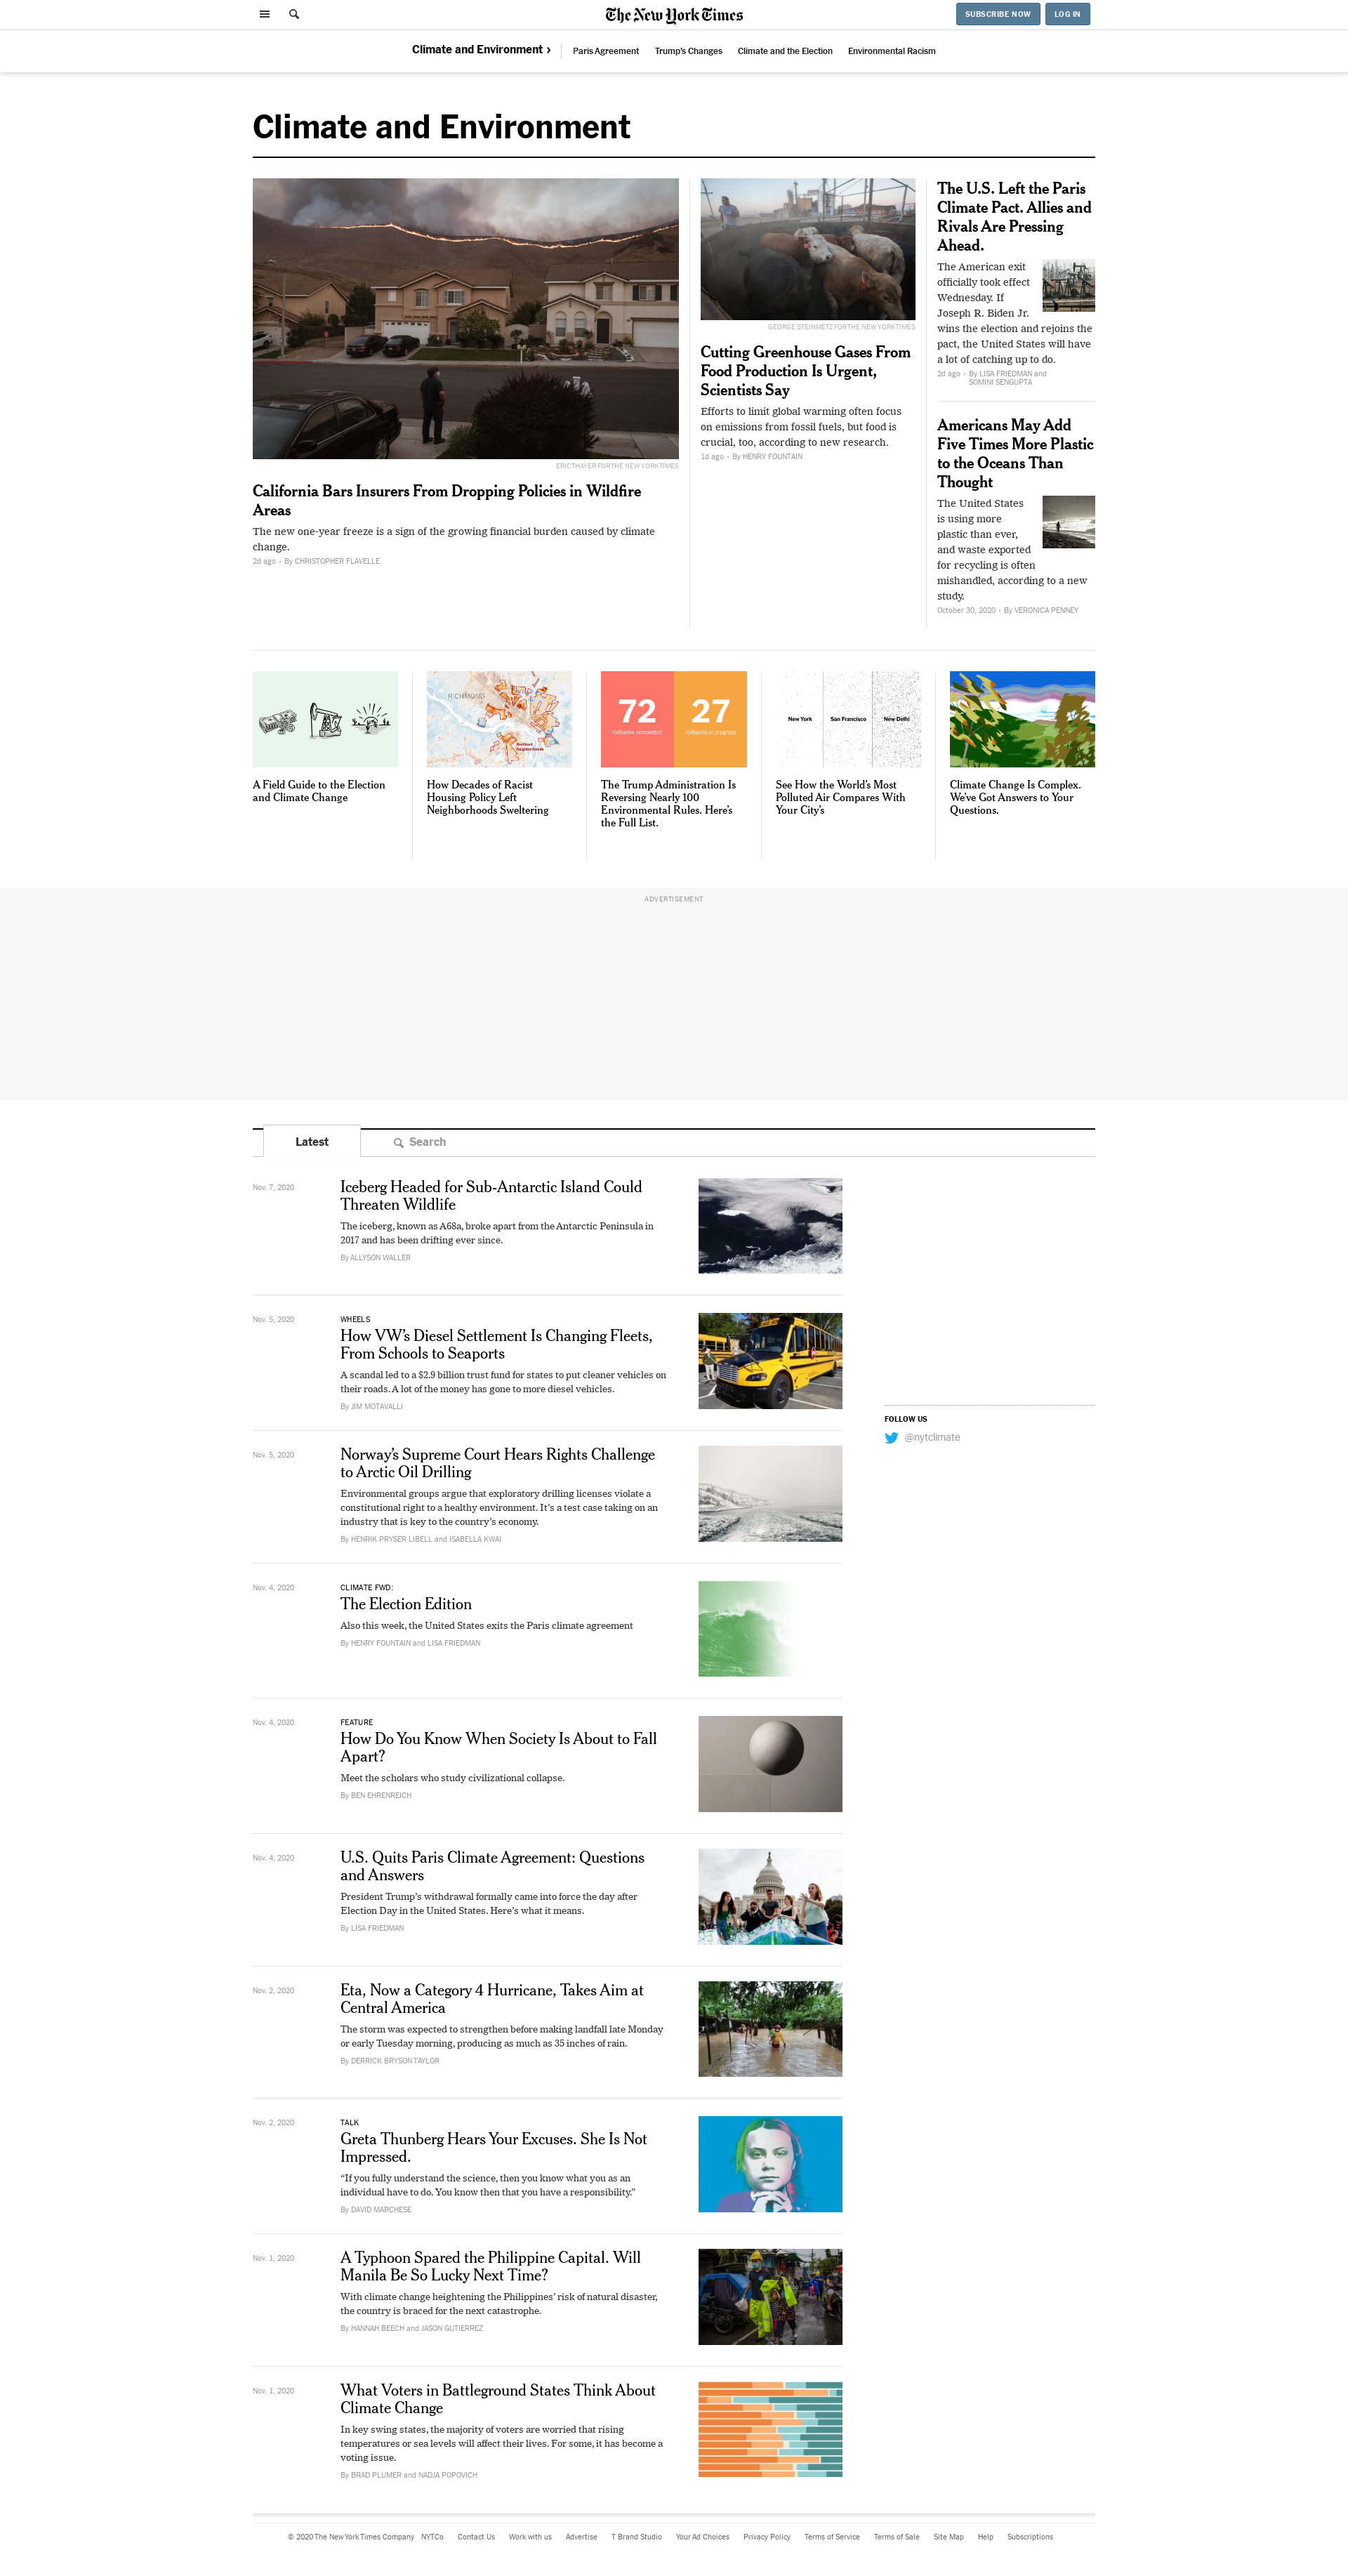 The New York Times
SUBSCRIBE NOW
LOG IN
Climate and Environment ›
Paris Agreement
Trump's Changes
Climate and the Election
Environmental Racism
Climate and Environment
ERIC THAYER FOR THE NEW YORK TIMES
California Bars Insurers From Dropping Policies in Wildfire
Areas
The new one-year freeze is a sign of the growing financial burden caused by climate
change.
2d ago · By CHRISTOPHER FLAVELLE
GEORGE STEINMETZ FOR THE NEW YORK TIMES
Cutting Greenhouse Gases From
Food Production Is Urgent,
Scientists Say
Efforts to limit global warming often focus
on emissions from fossil fuels, but food is
crucial, too, according to new research.
1d ago · By HENRY FOUNTAIN
The U.S. Left the Paris
Climate Pact. Allies and
Rivals Are Pressing
Ahead.
The American exit
officially took effect
Wednesday. If
Joseph R. Biden Jr.
wins the election and rejoins the
pact, the United States will have
a lot of catching up to do.
2d ago · By LISA FRIEDMAN and
SOMINI SENGUPTA
Americans May Add
Five Times More Plastic
to the Oceans Than
Thought
The United States
is using more
plastic than ever,
and waste exported
for recycling is often
mishandled, according to a new
study.
October 30, 2020 · By VERONICA PENNEY
A Field Guide to the Election
and Climate Change
RICHMOND
Redlined
neighborhoods
How Decades of Racist
Housing Policy Left
Neighborhoods Sweltering
72
rollbacks completed
27
rollbacks in progress
The Trump Administration Is
Reversing Nearly 100
Environmental Rules. Here's
the Full List.
New York
San Francisco
New Delhi
See How the World's Most
Polluted Air Compares With
Your City's
Climate Change Is Complex.
We've Got Answers to Your
Questions.
ADVERTISEMENT
Latest
Search
Nov. 7, 2020
Iceberg Headed for Sub-Antarctic Island Could
Threaten Wildlife
The iceberg, known as A68a, broke apart from the Antarctic Peninsula in
2017 and has been drifting ever since.
By ALLYSON WALLER
Nov. 5, 2020
WHEELS
How VW's Diesel Settlement Is Changing Fleets,
From Schools to Seaports
A scandal led to a $2.9 billion trust fund for states to put cleaner vehicles on
their roads. A lot of the money has gone to more diesel vehicles.
By JIM MOTAVALLI
FOLLOW US
@nytclimate
Nov. 5, 2020
Norway's Supreme Court Hears Rights Challenge
to Arctic Oil Drilling
Environmental groups argue that exploratory drilling licenses violate a
constitutional right to a healthy environment. It's a test case taking on an
industry that is key to the country's economy.
By HENRIK PRYSER LIBELL and ISABELLA KWAI
Nov. 4, 2020
CLIMATE FWD:
The Election Edition
Also this week, the United States exits the Paris climate agreement
By HENRY FOUNTAIN and LISA FRIEDMAN
Nov. 4, 2020
FEATURE
How Do You Know When Society Is About to Fall
Apart?
Meet the scholars who study civilizational collapse.
By BEN EHRENREICH
Nov. 4, 2020
U.S. Quits Paris Climate Agreement: Questions
and Answers
President Trump's withdrawal formally came into force the day after
Election Day in the United States. Here's what it means.
By LISA FRIEDMAN
Nov. 2, 2020
Eta, Now a Category 4 Hurricane, Takes Aim at
Central America
The storm was expected to strengthen before making landfall late Monday
or early Tuesday morning, producing as much as 35 inches of rain.
By DERRICK BRYSON TAYLOR
Nov. 2, 2020
TALK
Greta Thunberg Hears Your Excuses. She Is Not
Impressed.
“If you fully understand the science, then you know what you as an
individual have to do. You know then that you have a responsibility.”
By DAVID MARCHESE
Nov. 1, 2020
A Typhoon Spared the Philippine Capital. Will
Manila Be So Lucky Next Time?
With climate change heightening the Philippines' risk of natural disaster,
the country is braced for the next catastrophe.
By HANNAH BEECH and JASON GUTIERREZ
Nov. 1, 2020
What Voters in Battleground States Think About
Climate Change
In key swing states, the majority of voters are worried that rising
temperatures or sea levels will affect their lives. For some, it has become a
voting issue.
By BRAD PLUMER and NADJA POPOVICH
© 2020 The New York Times Company
NYTCo
Contact Us
Work with us
Advertise
T Brand Studio
Your Ad Choices
Privacy Policy
Terms of Service
Terms of Sale
Site Map
Help
Subscriptions